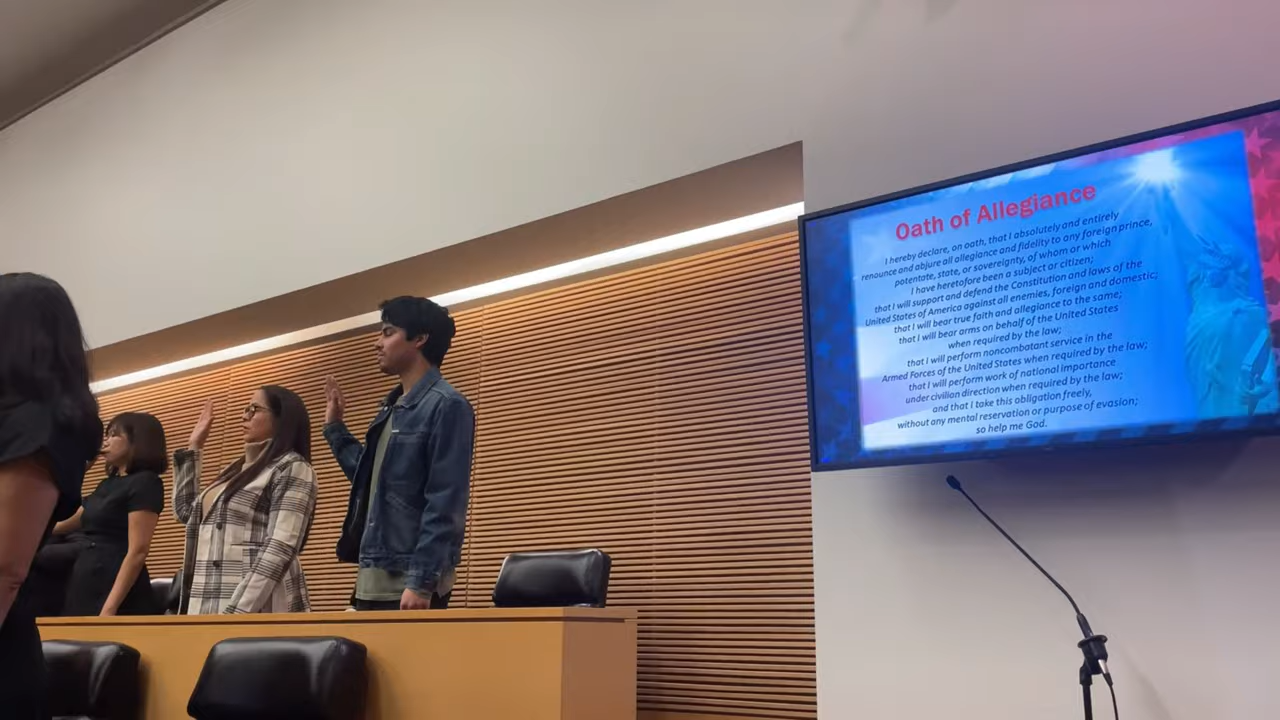 Oath of Allegiance
I hereby declare, on oath, that I absolutely and entirely
renounce and abjure all allegiance and fidelity to any foreign prince,
potentate, state, or sovereignty, of whom or which
I have heretofore been a subject or citizen;
that I will support and defend the Constitution and laws of the
United States of America against all enemies, foreign and domestic;
that I will bear true faith and allegiance to the same;
that I will bear arms on behalf of the United States
when required by the law;
that I will perform noncombatant service in the
Armed Forces of the United States when required by the law;
that I will perform work of national importance
under civilian direction when required by the law;
and that I take this obligation freely,
without any mental reservation or purpose of evasion;
so help me God.